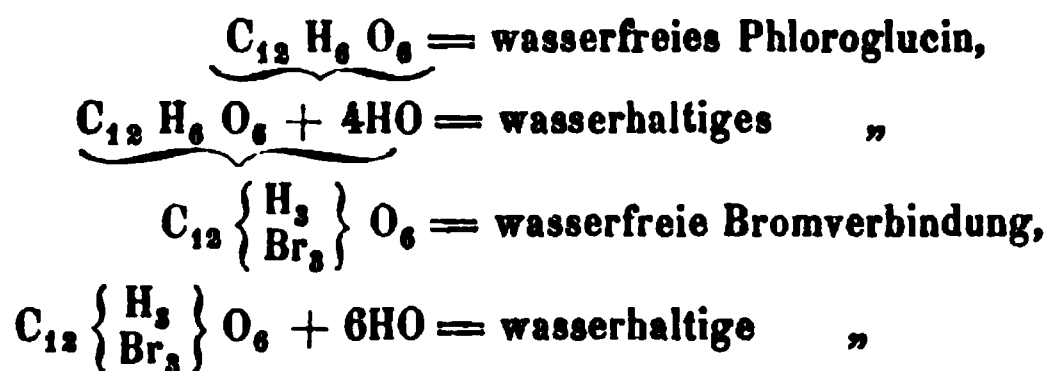 C₁₂ H₆ O₆ = wasserfreies Phloroglucin,
C₁₂ H₆ O₆ + 4HO = wasserhaltiges „
C₁₂ { H₃ Br₃ } O₆ = wasserfreie Bromverbindung,
C₁₂ { H₃ Br₃ } O₆ + 6HO = wasserhaltige „